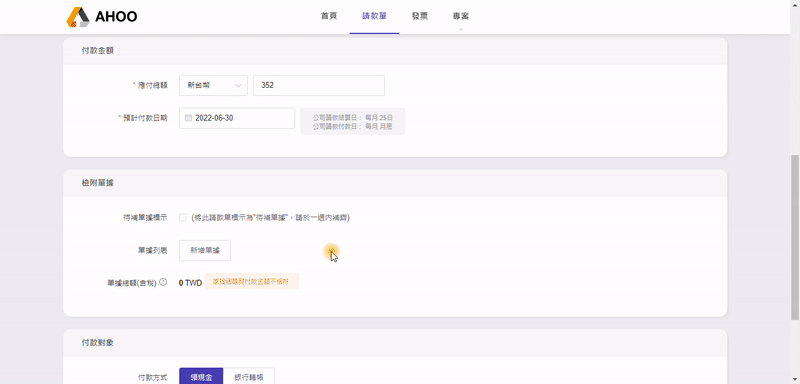 AHOO
首頁
請款單
發票
專案
付款金額
* 應付總額
新台幣
352
* 預計付款日期
2022-06-30
公司請款結算日： 每月 25日
公司請款付款日： 每月 月底
檢附單據
待補單據標示
(將此請款單標示為"待補單據"，請於一週內補齊)
單據列表
新增單據
單據總額(含稅)
0 TWD
單據總額與付款金額不相符
付款對象
付款方式
領現金
銀行轉帳